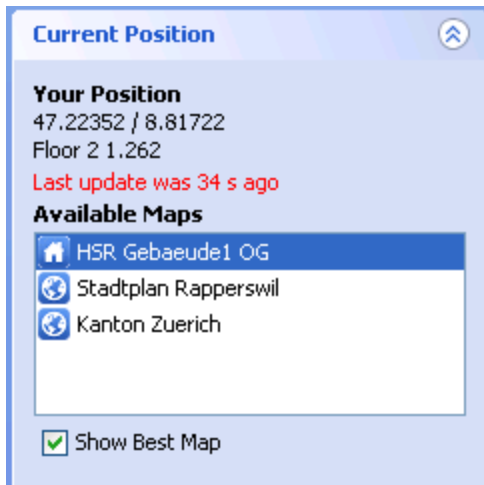 Current Position
Your Position
47.22352 / 8.81722
Floor 2 1.262
Last update was 34 s ago
Available Maps
HSR Gebaeude1 OG
Stadtplan Rapperswil
Kanton Zuerich
Show Best Map